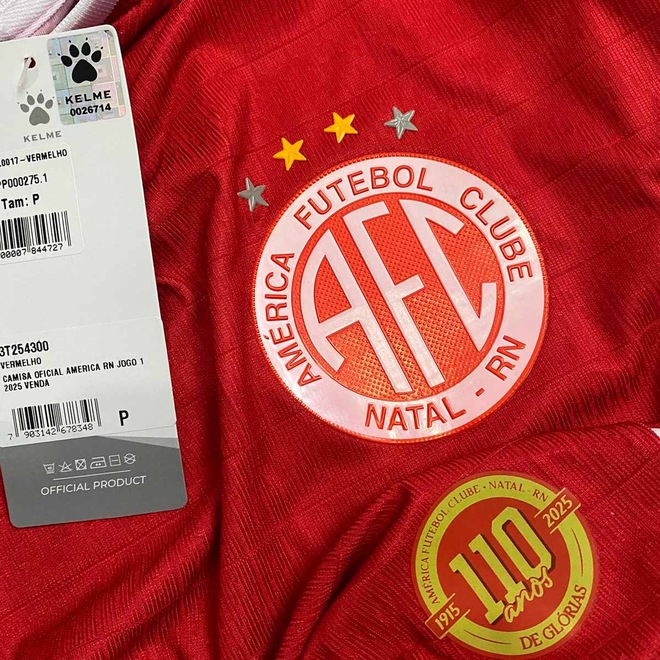 KELME
0026714
KELME
0017-VERMELHO
PP000275.1
Tam: P
00007 844727
3T254300
VERMELHO
CAMISA OFICIAL AMERICA RN JOGO 1
2025 VENDA
7 903142 678348
P
OFFICIAL PRODUCT
AMÉRICA FUTEBOL CLUBE
AFC
NATAL - RN
AMÉRICA FUTEBOL CLUBE • NATAL - RN
1915
2025
110
anos
DE GLÓRIAS